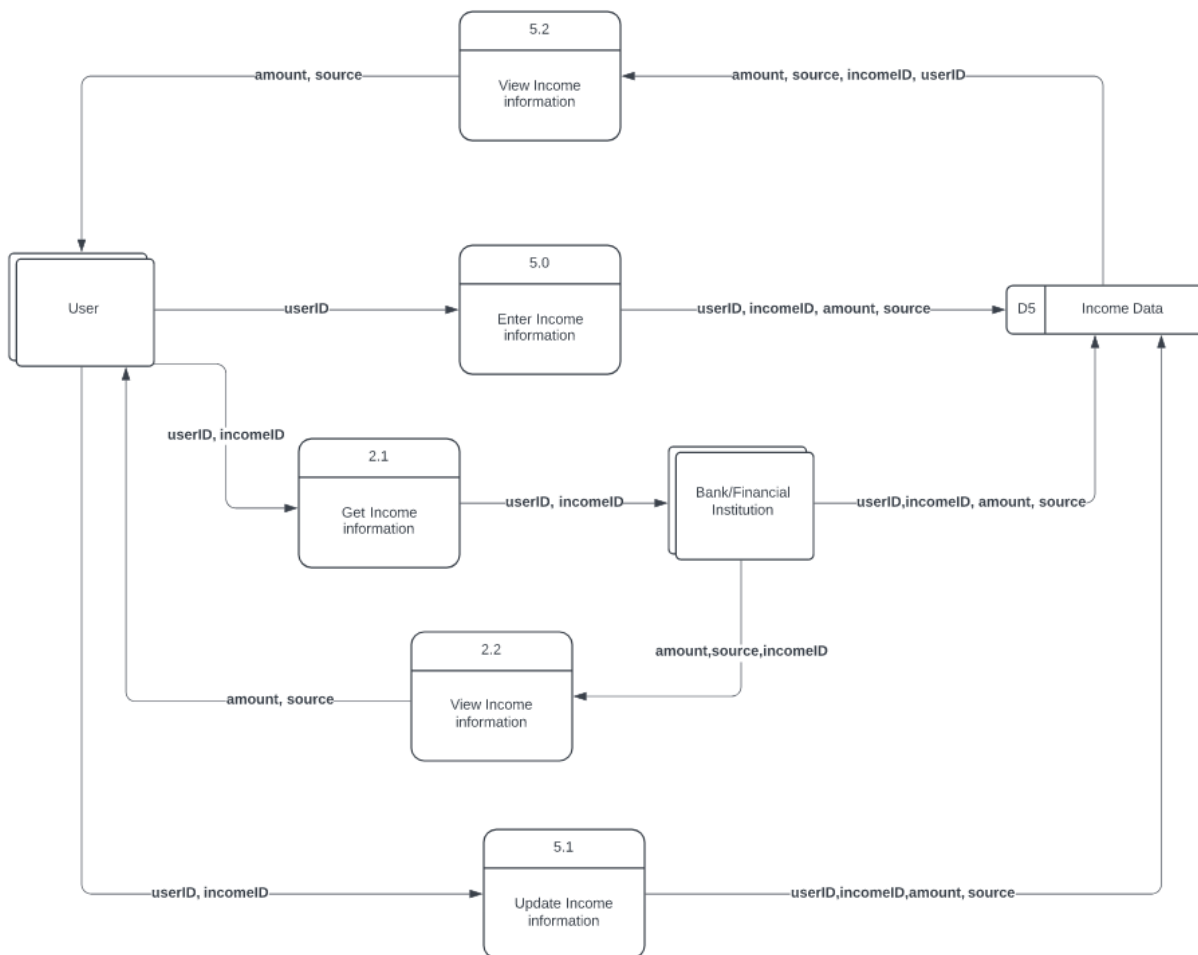 5.2
View Income
information
amount, source
amount, source, incomeID, userID
User
userID
5.0
Enter Income
information
userID, incomeID, amount, source
D5
Income Data
userID, incomeID
2.1
Get Income
information
userID, incomeID
Bank/Financial
Institution
userID,incomeID, amount, source
amount,source,incomeID
2.2
View Income
information
amount, source
5.1
Update Income
information
userID, incomeID
userID,incomeID,amount, source